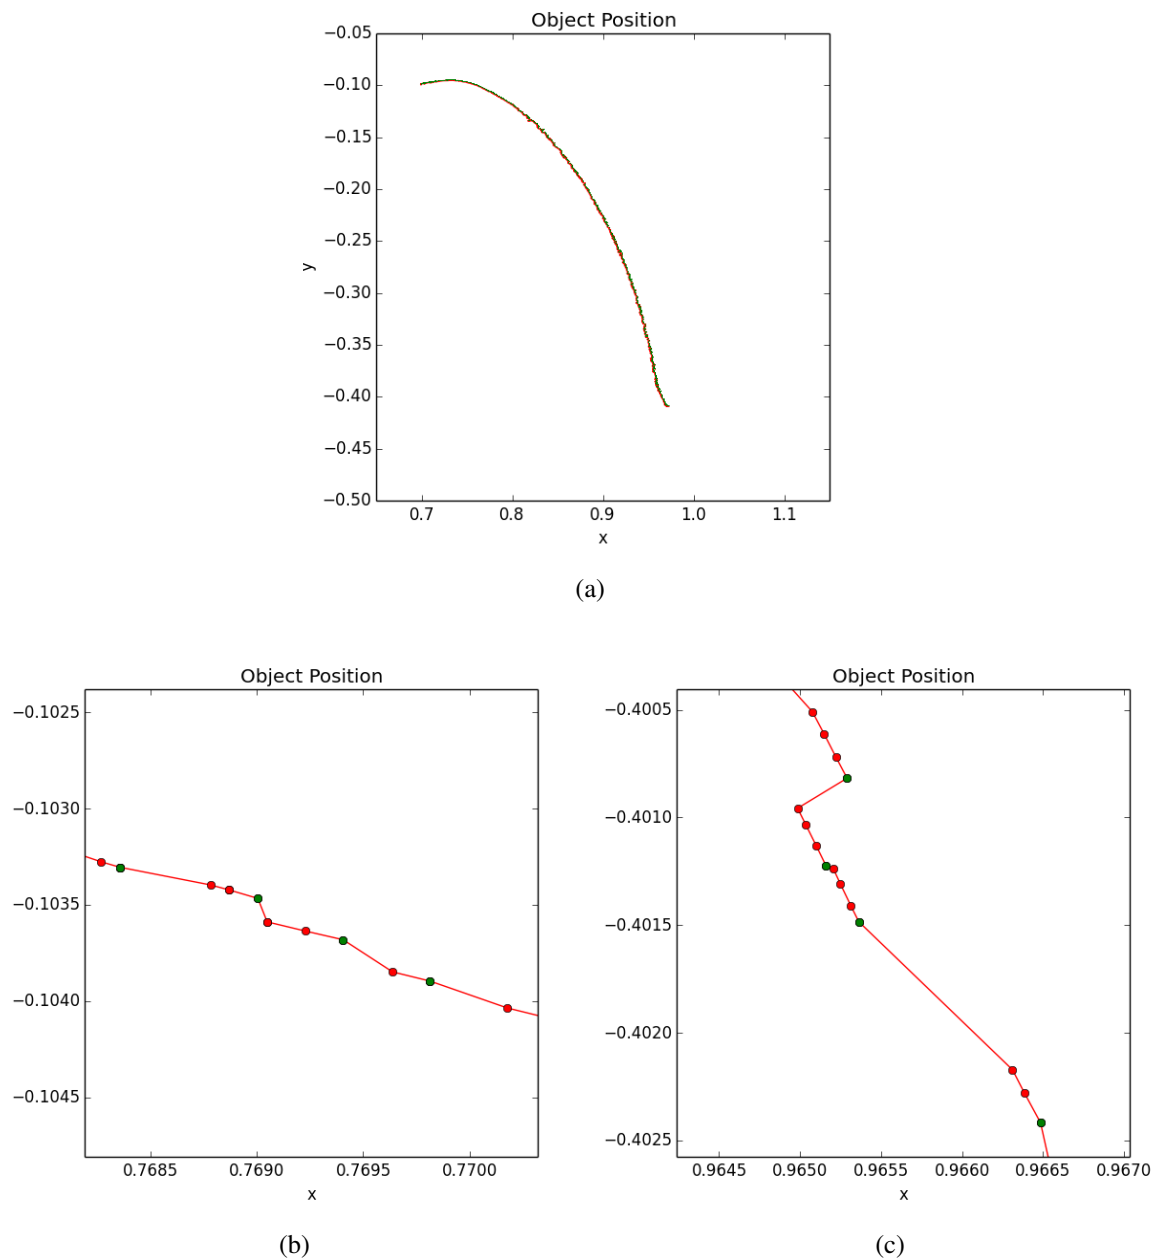 Object Position
−0.05
−0.10
−0.15
−0.20
−0.25
−0.30
−0.35
−0.40
−0.45
−0.50
y
0.7 0.8 0.9 1.0 1.1
x
(a)
Object Position
−0.1025
−0.1030
−0.1035
−0.1040
−0.1045
0.7685 0.7690 0.7695 0.7700
x
(b)
Object Position
−0.4005
−0.4010
−0.4015
−0.4020
−0.4025
0.9645 0.9650 0.9655 0.9660 0.9665 0.9670
x
(c)